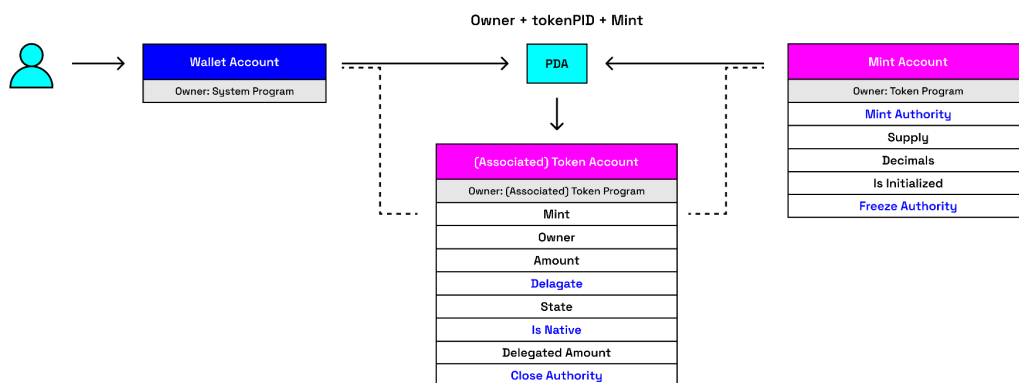 Owner + tokenPID + Mint
Wallet Account
Owner: System Program
PDA
Mint Account
Owner: Token Program
Mint Authority
Supply
Decimals
Is Initialized
Freeze Authority
(Associated) Token Account
Owner: (Associated) Token Program
Mint
Owner
Amount
Delagate
State
Is Native
Delegated Amount
Close Authority